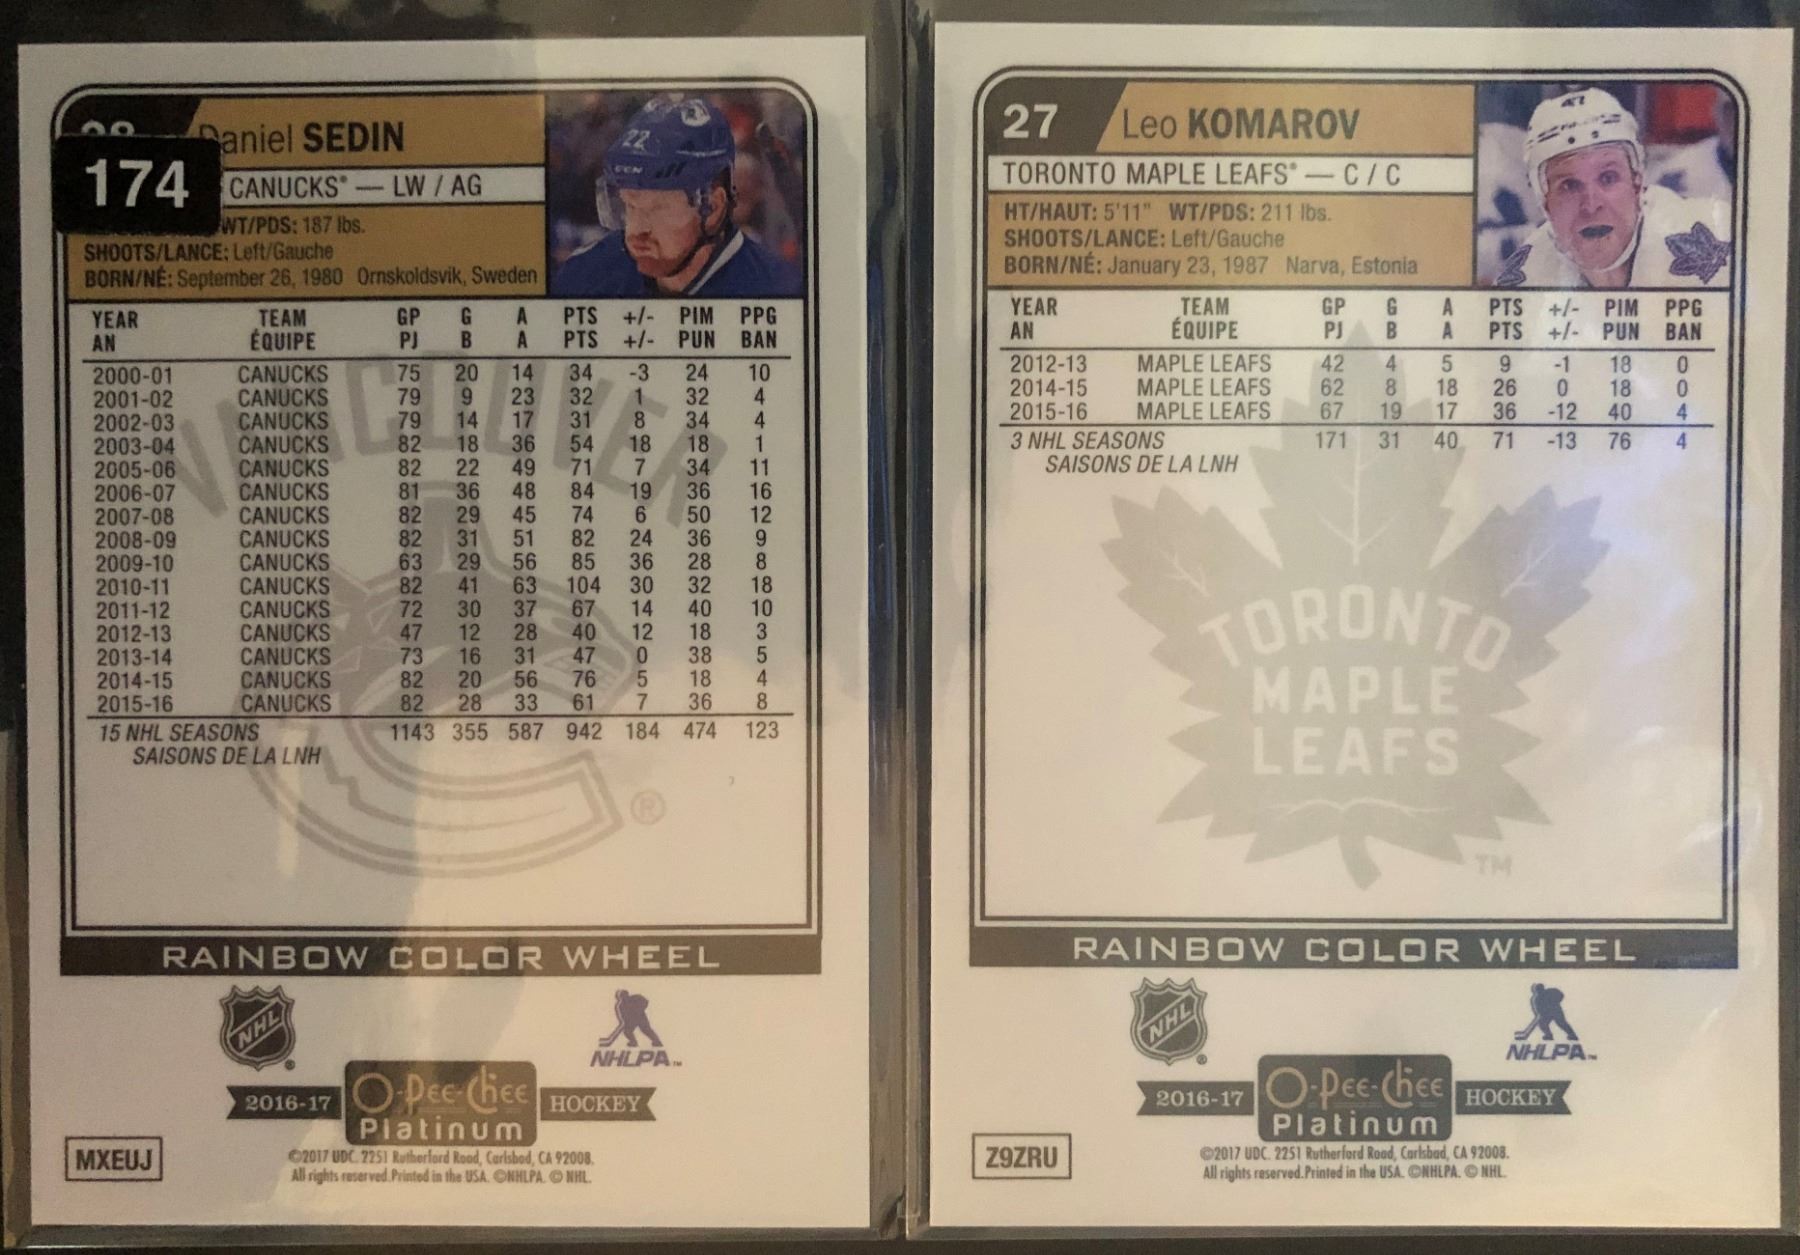 174
Daniel SEDIN
CANUCKS® — LW / AG
WT/PDS: 187 lbs.
SHOOTS/LANCE: Left/Gauche
BORN/NÉ: September 26, 1980 Ornskoldsvik, Sweden
22
CCM
YEAR TEAM GP G A PTS +/- PIM PPG
AN ÉQUIPE PJ B A PTS +/- PUN BAN
2000-01 CANUCKS 75 20 14 34 -3 24 10
2001-02 CANUCKS 79 9 23 32 1 32 4
2002-03 CANUCKS 79 14 17 31 8 34 4
2003-04 CANUCKS 82 18 36 54 18 18 1
2005-06 CANUCKS 82 22 49 71 7 34 11
2006-07 CANUCKS 81 36 48 84 19 36 16
2007-08 CANUCKS 82 29 45 74 6 50 12
2008-09 CANUCKS 82 31 51 82 24 36 9
2009-10 CANUCKS 63 29 56 85 36 28 8
2010-11 CANUCKS 82 41 63 104 30 32 18
2011-12 CANUCKS 72 30 37 67 14 40 10
2012-13 CANUCKS 47 12 28 40 12 18 3
2013-14 CANUCKS 73 16 31 47 0 38 5
2014-15 CANUCKS 82 20 56 76 5 18 4
2015-16 CANUCKS 82 28 33 61 7 36 8
15 NHL SEASONS 1143 355 587 942 184 474 123
SAISONS DE LA LNH
VANCOUVER
®
RAINBOW COLOR WHEEL
NHL ®
NHLPA™
2016-17 O-Pee-Chee HOCKEY
Platinum
MXEUJ
©2017 UDC. 2251 Rutherford Road, Carlsbad, CA 92008.
All rights reserved. Printed in the USA. ©NHLPA. © NHL.
27 Leo KOMAROV
TORONTO MAPLE LEAFS® — C / C
HT/HAUT: 5'11" WT/PDS: 211 lbs.
SHOOTS/LANCE: Left/Gauche
BORN/NÉ: January 23, 1987 Narva, Estonia
47
YEAR TEAM GP G A PTS +/- PIM PPG
AN ÉQUIPE PJ B A PTS +/- PUN BAN
2012-13 MAPLE LEAFS 42 4 5 9 -1 18 0
2014-15 MAPLE LEAFS 62 8 18 26 0 18 0
2015-16 MAPLE LEAFS 67 19 17 36 -12 40 4
3 NHL SEASONS 171 31 40 71 -13 76 4
SAISONS DE LA LNH
TORONTO
MAPLE
LEAFS
TM
RAINBOW COLOR WHEEL
NHL ®
NHLPA™
2016-17 O-Pee-Chee HOCKEY
Platinum
Z9ZRU
©2017 UDC. 2251 Rutherford Road, Carlsbad, CA 92008.
All rights reserved. Printed in the USA. ©NHLPA. © NHL.